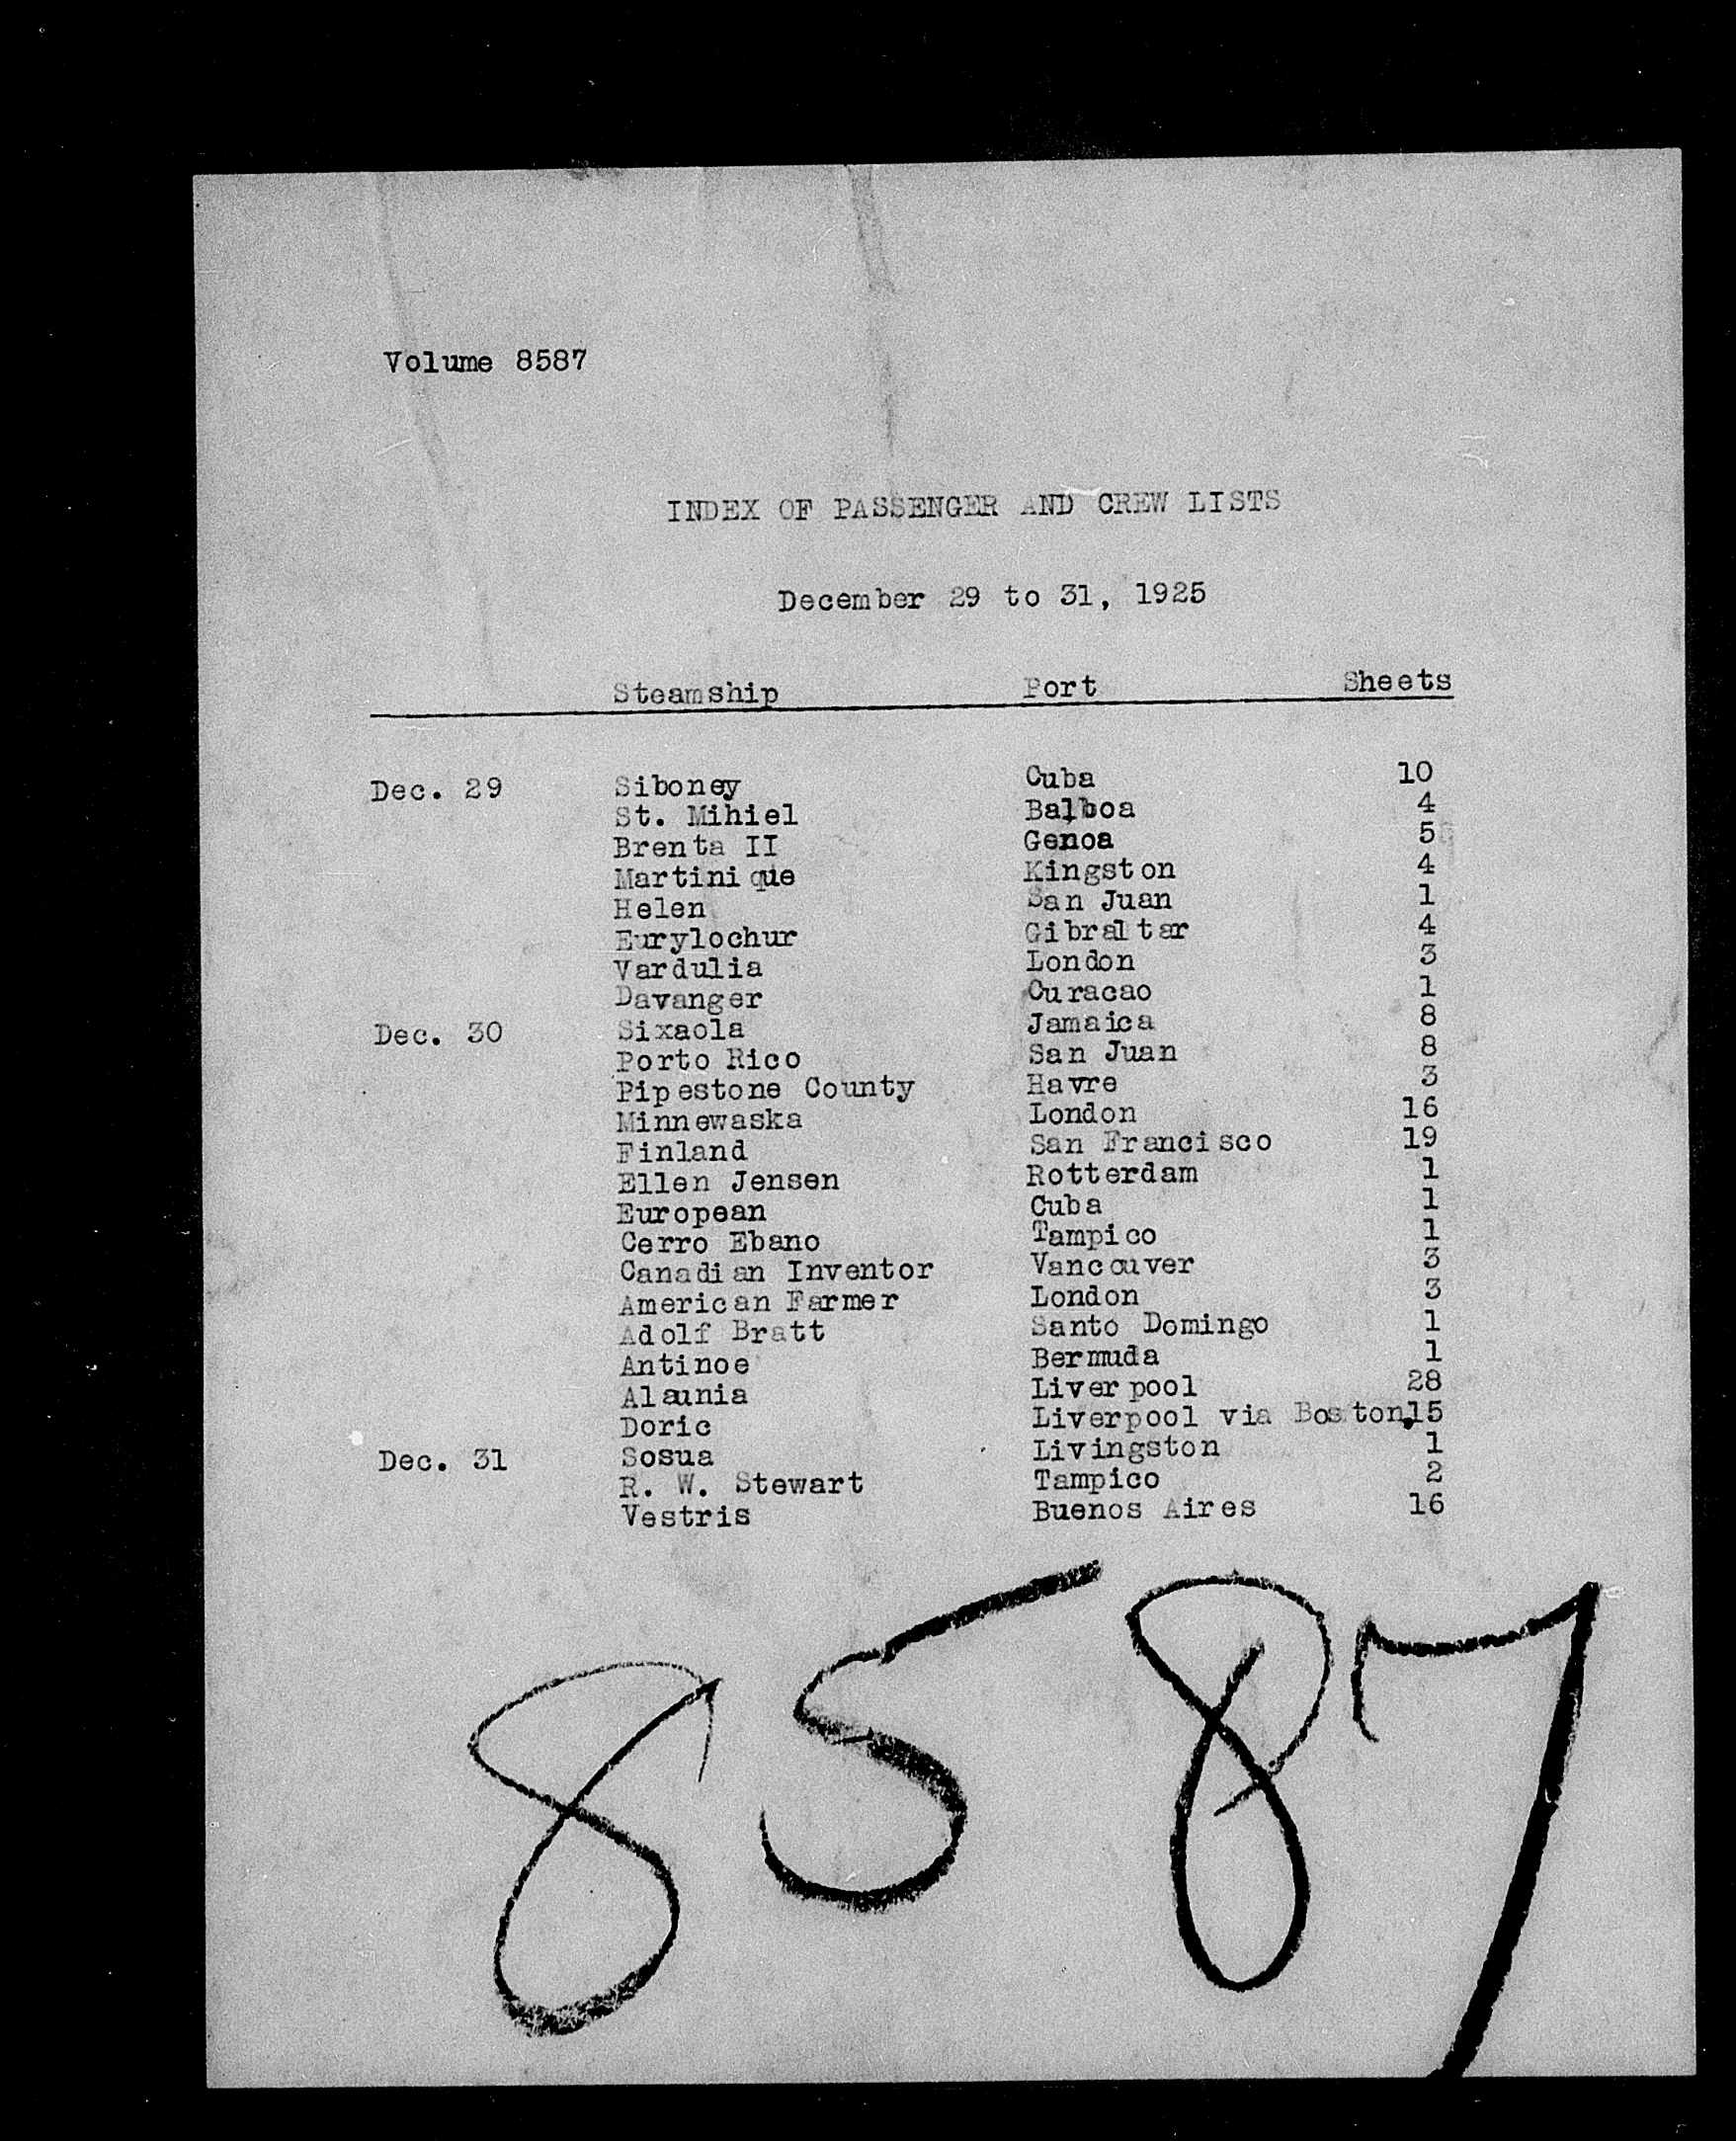 Volume 8587
INDEX OF PASSENGER AND CREW LISTS
December 29 to 31, 1925
Steamship Port Sheets
Dec. 29 Siboney Cuba 10
St. Mihiel Balboa 4
Brenta II Genoa 5
Martinique Kingston 4
Helen San Juan 1
Eurylochur Gibraltar 4
Vardulia London 3
Davanger Curacao 1
Dec. 30 Sixaola Jamaica 8
Porto Rico San Juan 8
Pipestone County Havre 3
Minnewaska London 16
Finland San Francisco 19
Ellen Jensen Rotterdam 1
European Cuba 1
Cerro Ebano Tampico 1
Canadian Inventor Vancouver 3
American Farmer London 3
Adolf Bratt Santo Domingo 1
Antinoe Bermuda 1
Alaunia Liverpool 28
Doric Liverpool via Boston,15
Dec. 31 Sosua Livingston 1
R. W. Stewart Tampico 2
Vestris Buenos Aires 16
8587